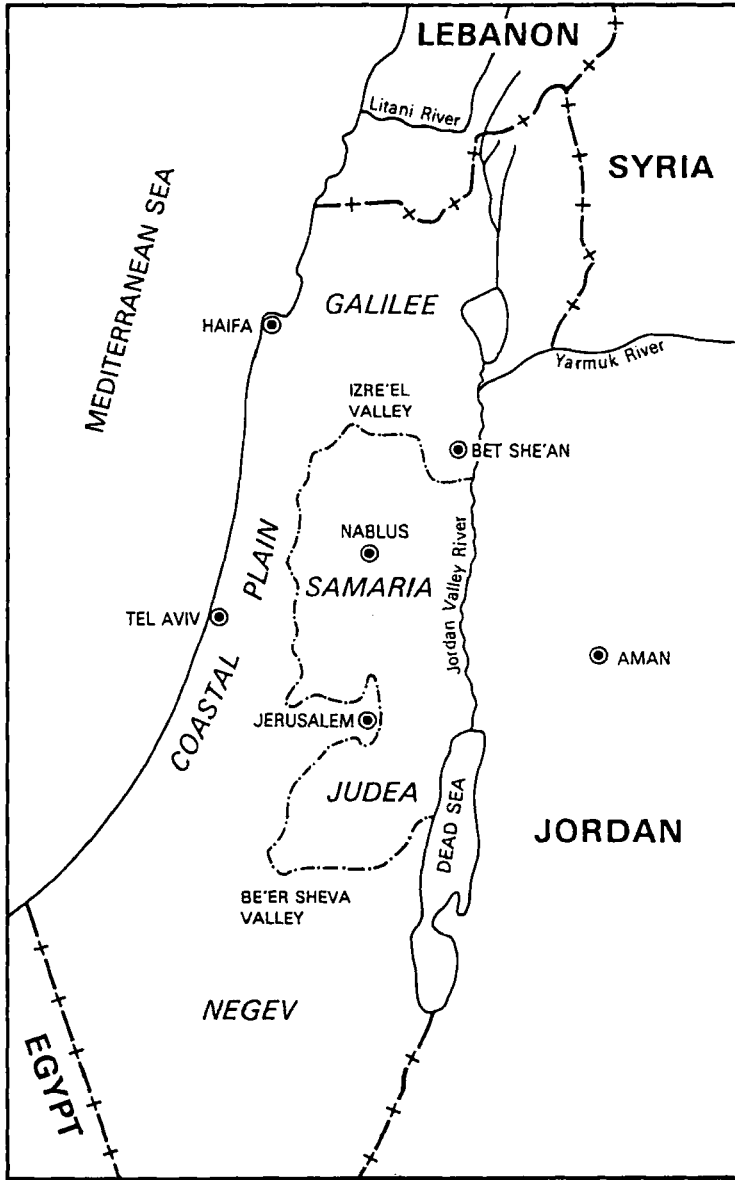 LEBANON
Litani River
SYRIA
MEDITERRANEAN SEA
GALILEE
HAIFA
Yarmuk River
IZRE'EL
VALLEY
BET SHE'AN
NABLUS
SAMARIA
COASTAL PLAIN
TEL AVIV
Jordan Valley River
AMAN
JERUSALEM
JUDEA
DEAD SEA
JORDAN
BE'ER SHEVA
VALLEY
NEGEV
EGYPT